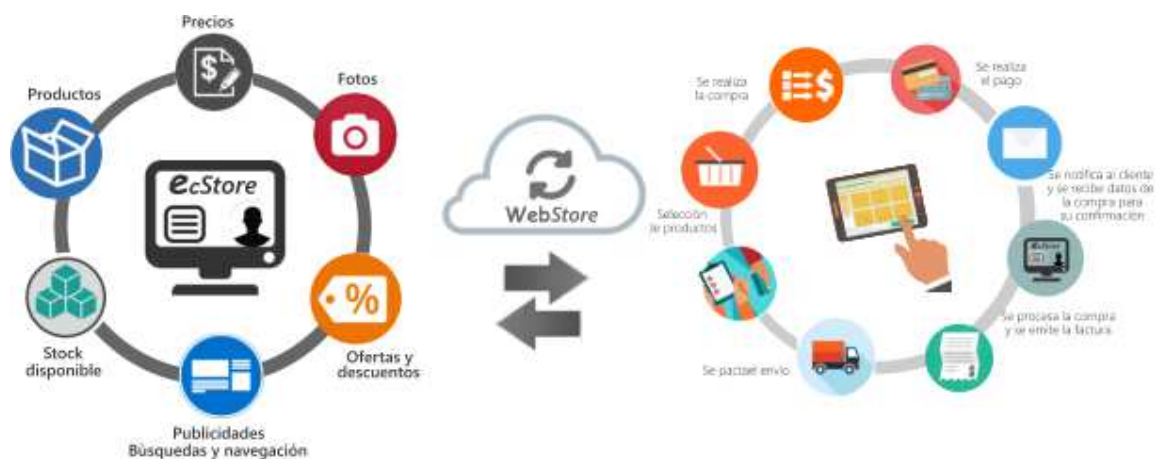 Precios
Fotos
Productos
ecStore
Stock
disponible
Ofertas y
descuentos
Publicidades
Búsquedas y navegación
WebStore
Se realiza
la compra
Se realiza
el pago
Se notifica al cliente
y se recibe datos de
la compra para
su confirmación
Selección
de productos
ecStore
Se procesa la compra
y se emite la factura
Se pacta el envío